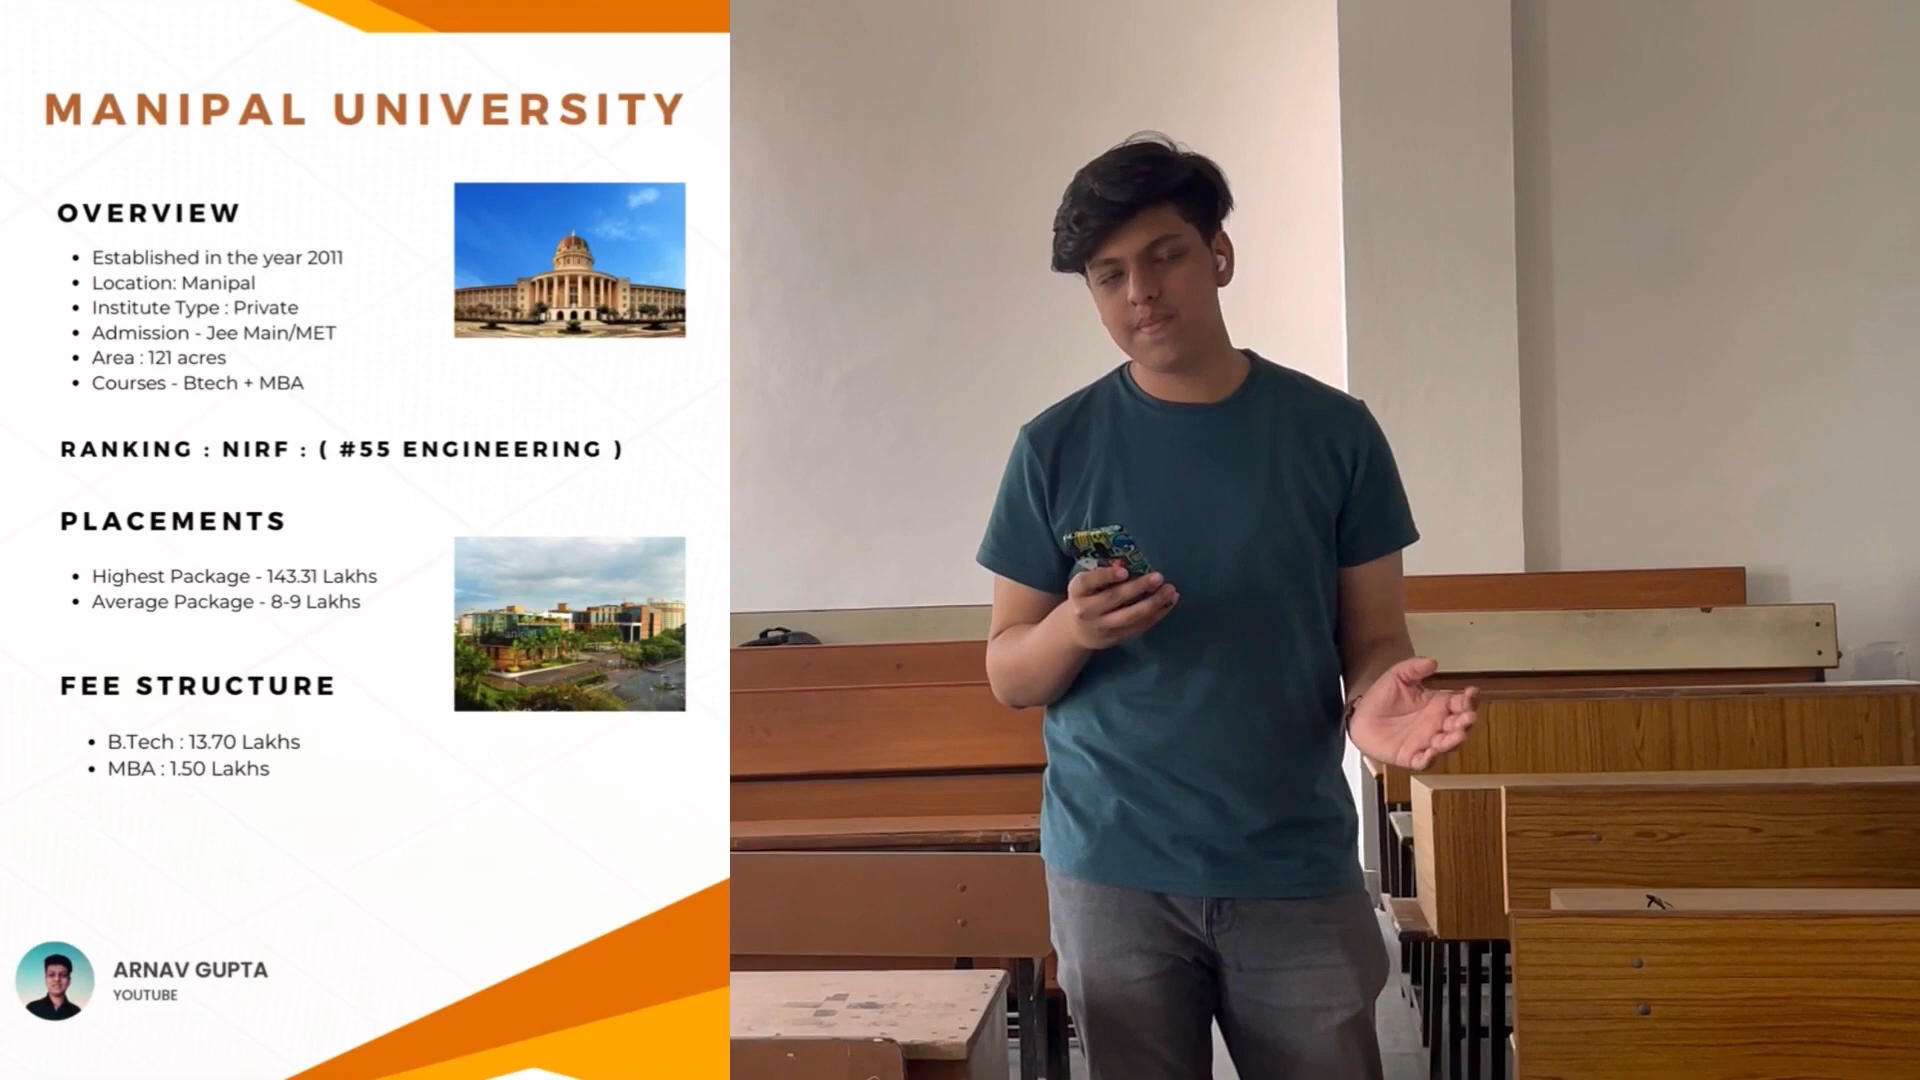 MANIPAL UNIVERSITY
OVERVIEW
• Established in the year 2011
• Location: Manipal
• Institute Type : Private
• Admission - Jee Main/MET
• Area : 121 acres
• Courses - Btech + MBA
RANKING : NIRF : ( #55 ENGINEERING )
PLACEMENTS
• Highest Package - 143.31 Lakhs
• Average Package - 8-9 Lakhs
FEE STRUCTURE
• B.Tech : 13.70 Lakhs
• MBA : 1.50 Lakhs
ARNAV GUPTA
YOUTUBE